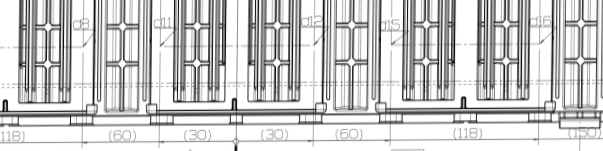 d8 d11 d12 d15 d16
(118) (60) (30) (30) (60) (118) (150)